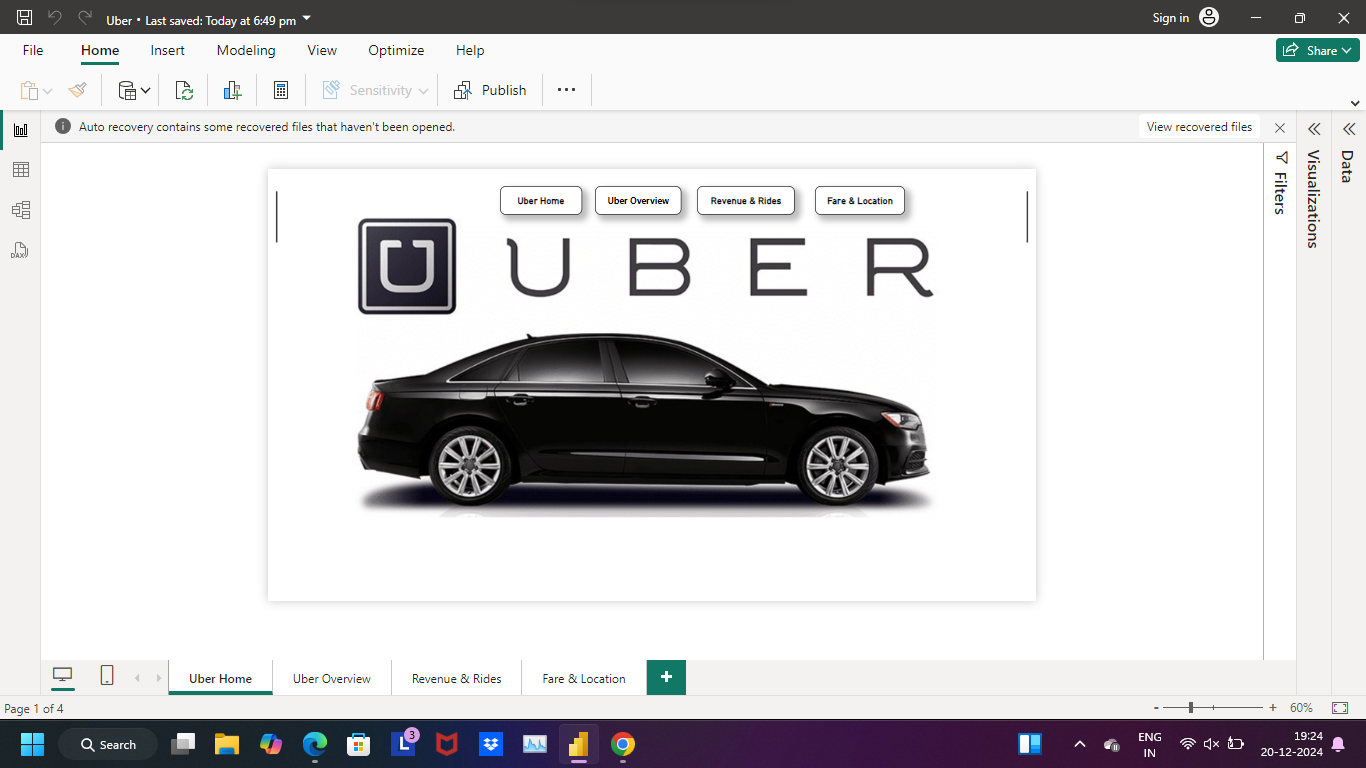 Uber • Last saved: Today at 6:49 pm
Sign in
File Home Insert Modeling View Optimize Help
Share
Sensitivity
Publish
Auto recovery contains some recovered files that haven't been opened.
View recovered files
Uber Home
Uber Overview
Revenue & Rides
Fare & Location
UBER
Filters
Visualizations
Data
DAX
Uber Home
Uber Overview
Revenue & Rides
Fare & Location
+
Page 1 of 4
- + 60%
Search
L
3
ENG
IN
19:24
20-12-2024